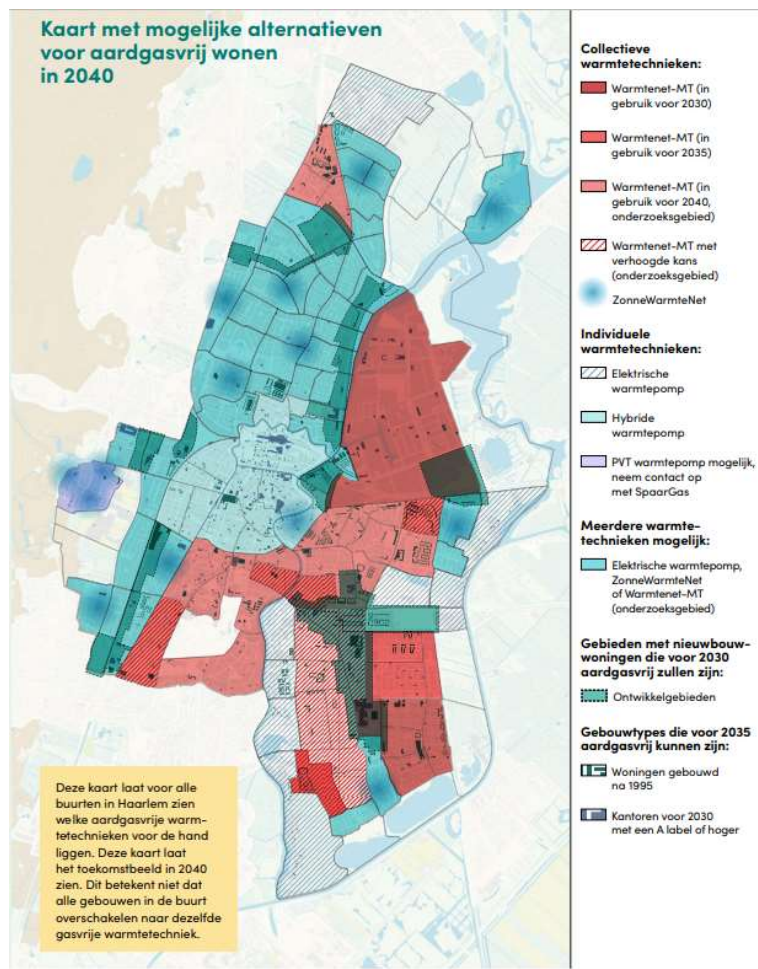 Kaart met mogelijke alternatieven
voor aardgasvrij wonen
in 2040
Collectieve
warmtetechnieken:
Warmtenet-MT (in
gebruik voor 2030)
Warmtenet-MT (in
gebruik voor 2035)
Warmtenet-MT (in
gebruik voor 2040,
onderzoeksgebied)
Warmtenet-MT met
verhoogde kans
(onderzoeksgebied)
ZonneWarmteNet
Individuele
warmtetechnieken:
Elektrische
warmtepomp
Hybride
warmtepomp
PVT warmtepomp mogelijk,
neem contact op
met SpaarGas
Meerdere warmte-
technieken mogelijk:
Elektrische warmtepomp,
ZonneWarmteNet
of Warmtenet-MT
(onderzoeksgebied)
Gebieden met nieuwbouw-
woningen die voor 2030
aardgasvrij zullen zijn:
Ontwikkelgebieden
Gebouwtypes die voor 2035
aardgasvrij kunnen zijn:
Woningen gebouwd
na 1995
Kantoren voor 2030
met een A label of hoger
Deze kaart laat voor alle
buurten in Haarlem zien
welke aardgasvrije warm-
tetechnieken voor de hand
liggen. Deze kaart laat
het toekomstbeeld in 2040
zien. Dit betekent niet dat
alle gebouwen in de buurt
overschakelen naar dezelfde
gasvrije warmtetechniek.